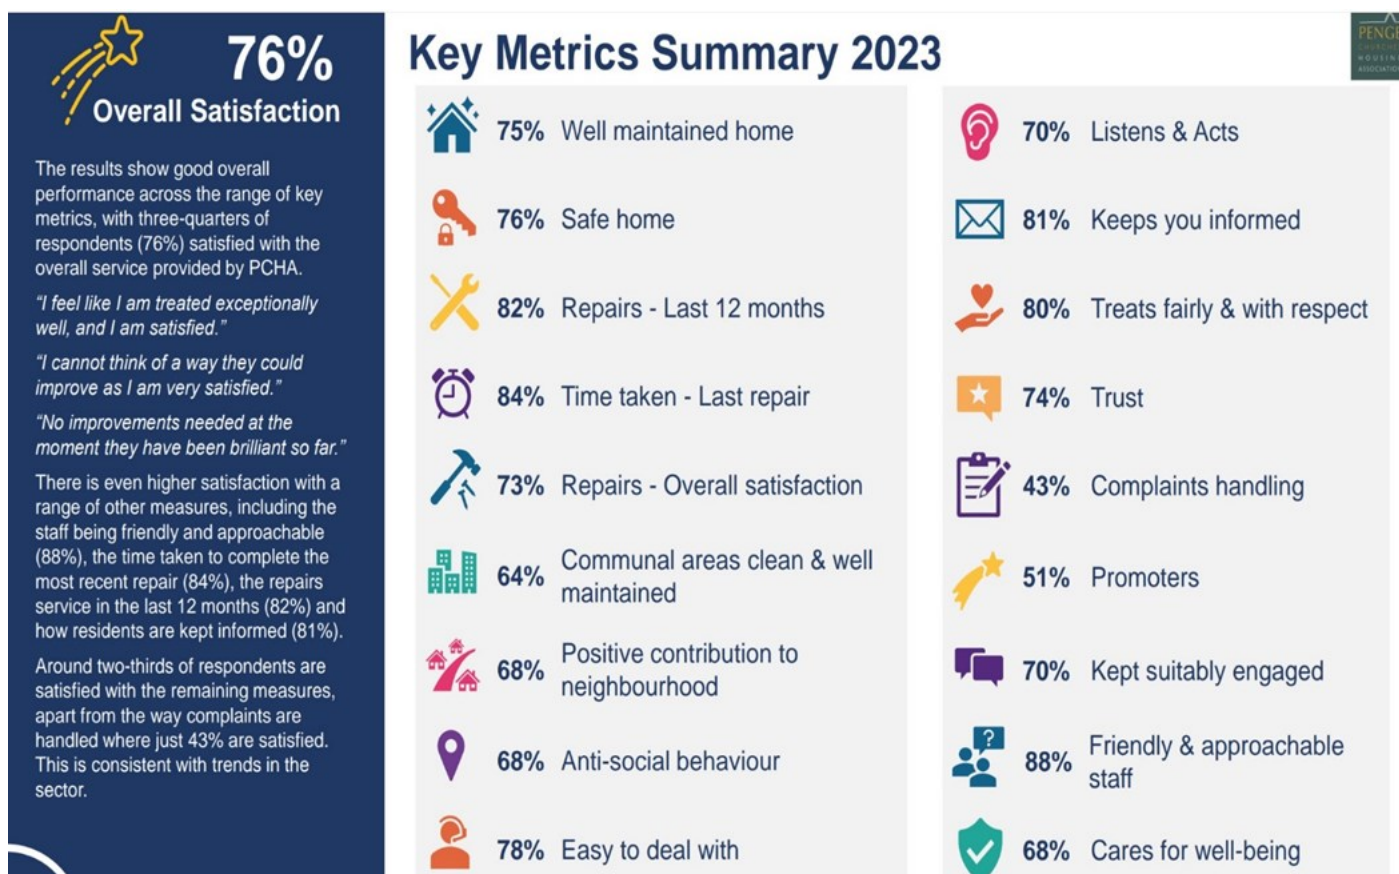 76%
Overall Satisfaction
The results show good overall
performance across the range of key
metrics, with three-quarters of
respondents (76%) satisfied with the
overall service provided by PCHA.
“I feel like I am treated exceptionally
well, and I am satisfied.”
“I cannot think of a way they could
improve as I am very satisfied.”
“No improvements needed at the
moment they have been brilliant so far.”
There is even higher satisfaction with a
range of other measures, including the
staff being friendly and approachable
(88%), the time taken to complete the
most recent repair (84%), the repairs
service in the last 12 months (82%) and
how residents are kept informed (81%).
Around two-thirds of respondents are
satisfied with the remaining measures,
apart from the way complaints are
handled where just 43% are satisfied.
This is consistent with trends in the
sector.
Key Metrics Summary 2023
75% Well maintained home
76% Safe home
82% Repairs - Last 12 months
84% Time taken - Last repair
73% Repairs - Overall satisfaction
64% Communal areas clean & well
maintained
68% Positive contribution to
neighbourhood
68% Anti-social behaviour
78% Easy to deal with
70% Listens & Acts
81% Keeps you informed
80% Treats fairly & with respect
74% Trust
43% Complaints handling
51% Promoters
70% Kept suitably engaged
?
88% Friendly & approachable
staff
68% Cares for well-being
PENGE
HOUSING
ASSOCIATION